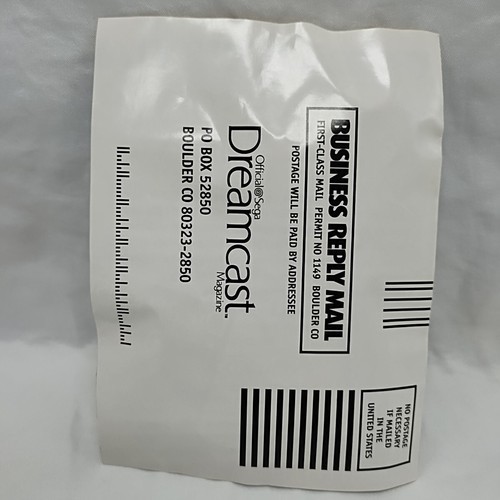 NO POSTAGE
NECESSARY
IF MAILED
IN THE
UNITED STATES
BUSINESS REPLY MAIL
FIRST-CLASS MAIL PERMIT NO 1149 BOULDER CO
POSTAGE WILL BE PAID BY ADDRESSEE
Official@Sega
Dreamcast™
Magazine
PO BOX 52850
BOULDER CO 80323-2850